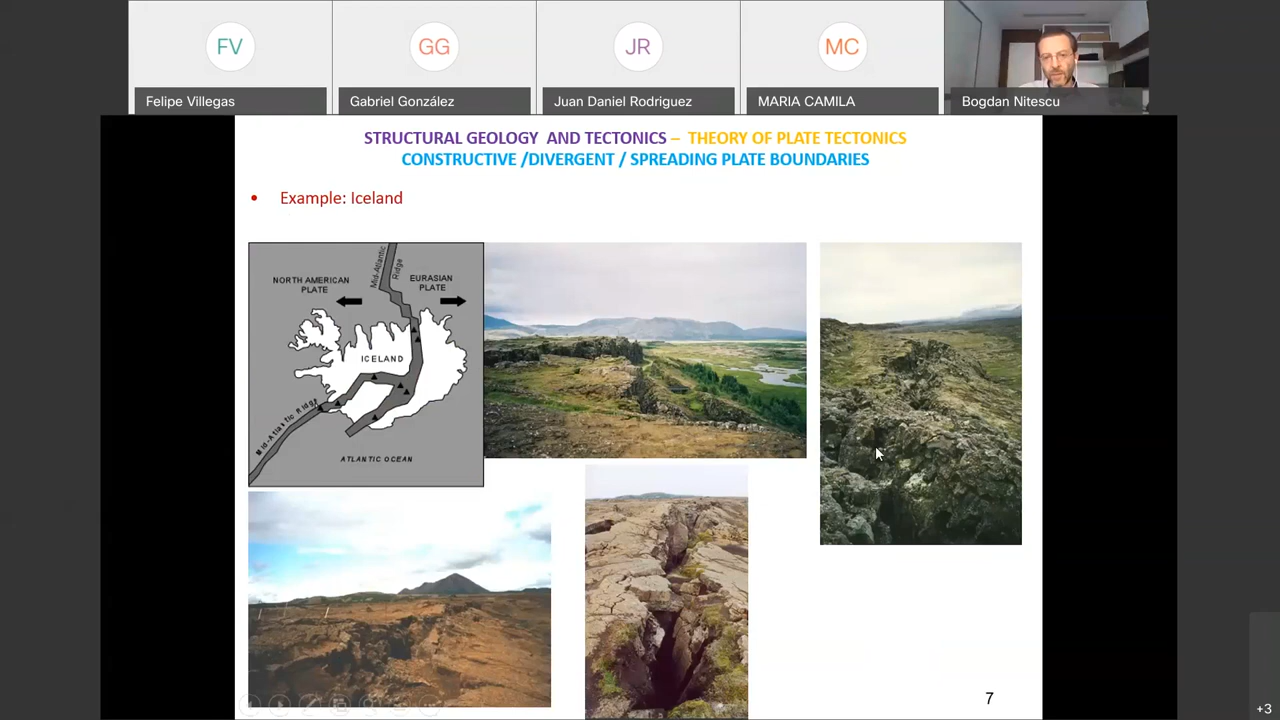 FV
GG
JR
MC
Felipe Villegas
Gabriel González
Juan Daniel Rodriguez
MARIA CAMILA
Bogdan Nitescu
STRUCTURAL GEOLOGY AND TECTONICS – THEORY OF PLATE TECTONICS
CONSTRUCTIVE /DIVERGENT / SPREADING PLATE BOUNDARIES
• Example: Iceland
Mid-Atlantic
Ridge
NORTH AMERICAN
PLATE
EURASIAN
PLATE
ICELAND
Mid-Atlantic Ridge
ATLANTIC OCEAN
7
+3